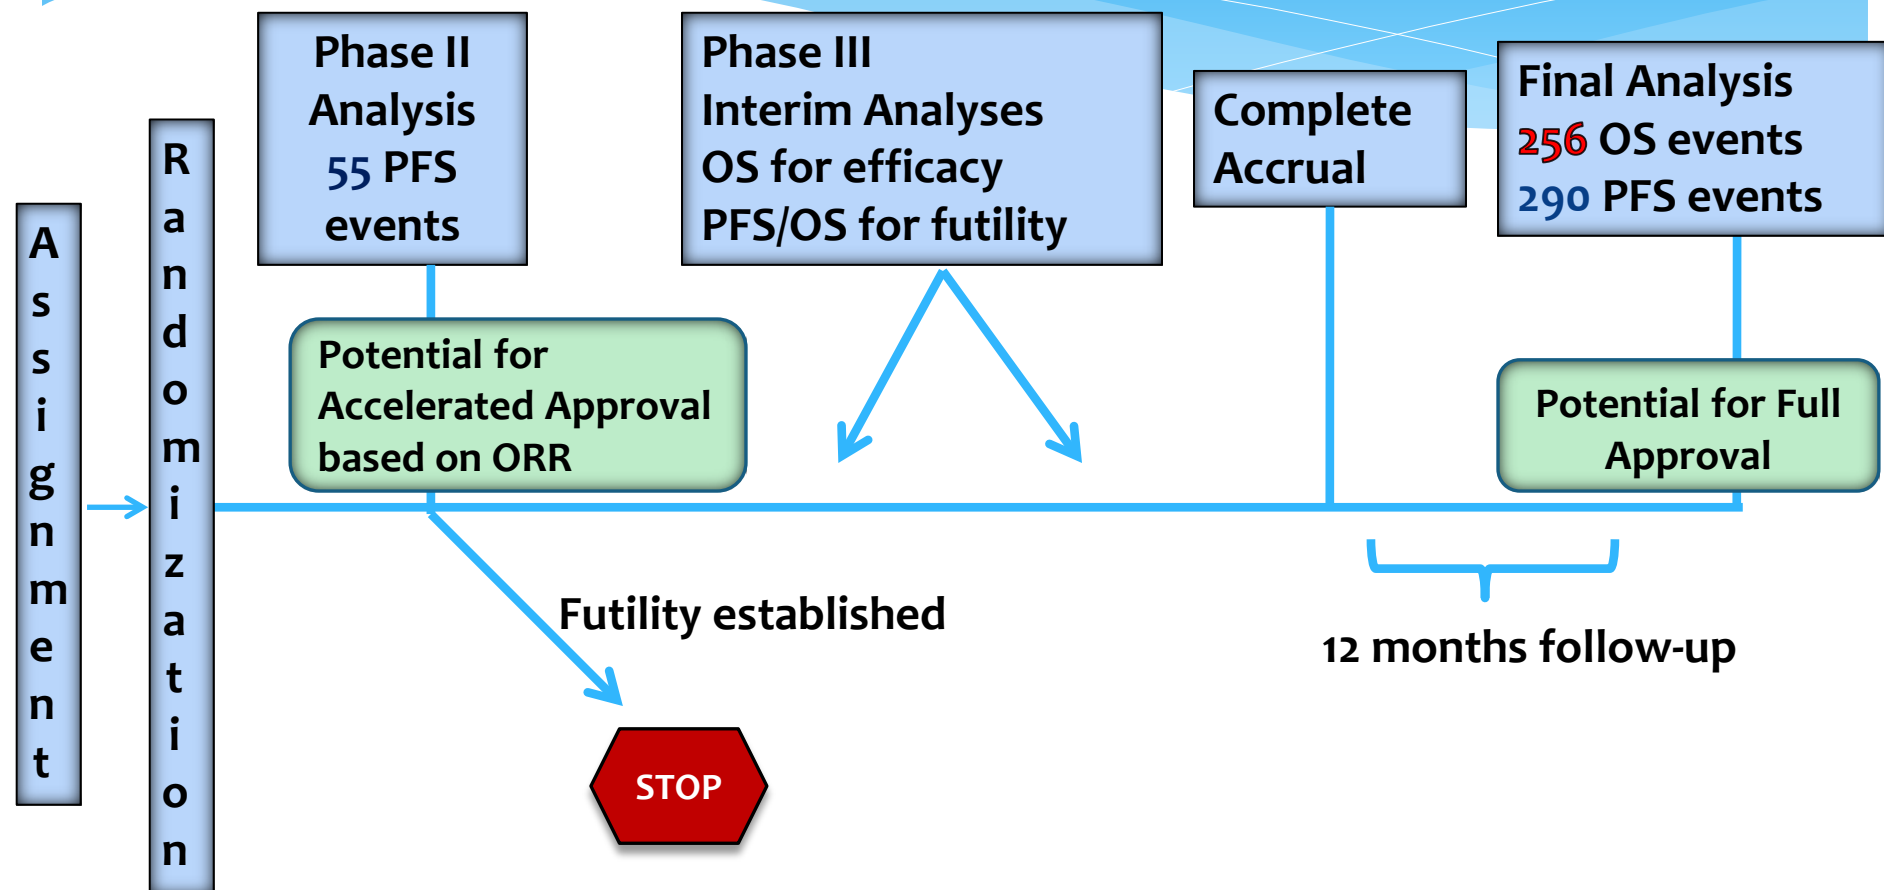 Assignment
Randomization
Phase II
Analysis
55 PFS
events
Potential for
Accelerated Approval
based on ORR
Phase III
Interim Analyses
OS for efficacy
PFS/OS for futility
Complete
Accrual
Final Analysis
256 OS events
290 PFS events
Potential for Full
Approval
Futility established
STOP
12 months follow-up